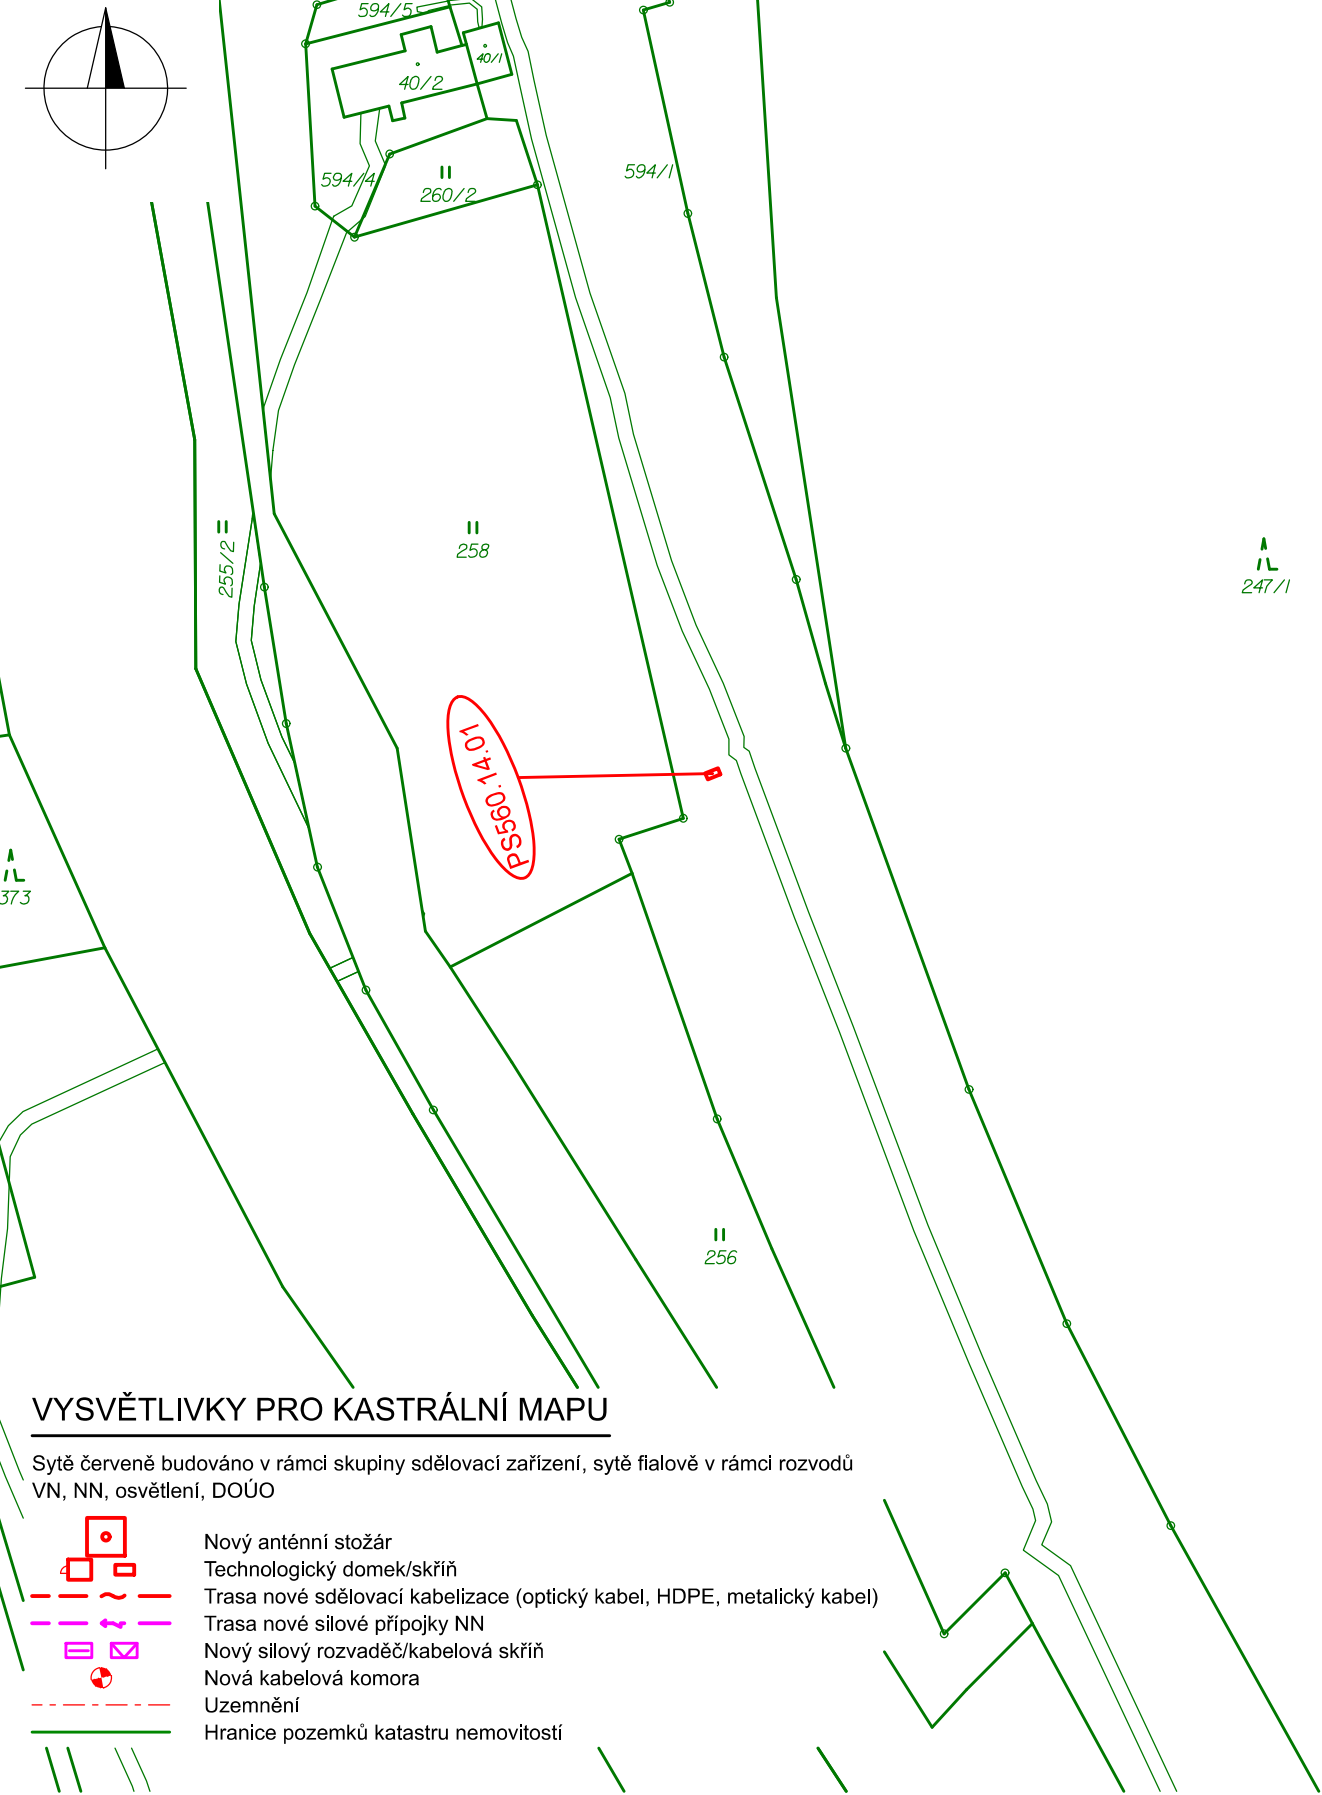 594/5
40/1
40/2
594/4
260/2
594/1
255/2
258
247/1
PS560.14.01
373
256
VYSVĚTLIVKY PRO KASTRÁLNÍ MAPU
Sytě červeně budováno v rámci skupiny sdělovací zařízení, sytě fialově v rámci rozvodů
VN, NN, osvětlení, DOÚO
Nový anténní stožár
Technologický domek/skříň
Trasa nové sdělovací kabelizace (optický kabel, HDPE, metalický kabel)
Trasa nové silové přípojky NN
Nový silový rozvaděč/kabelová skříň
Nová kabelová komora
Uzemnění
Hranice pozemků katastru nemovitostí